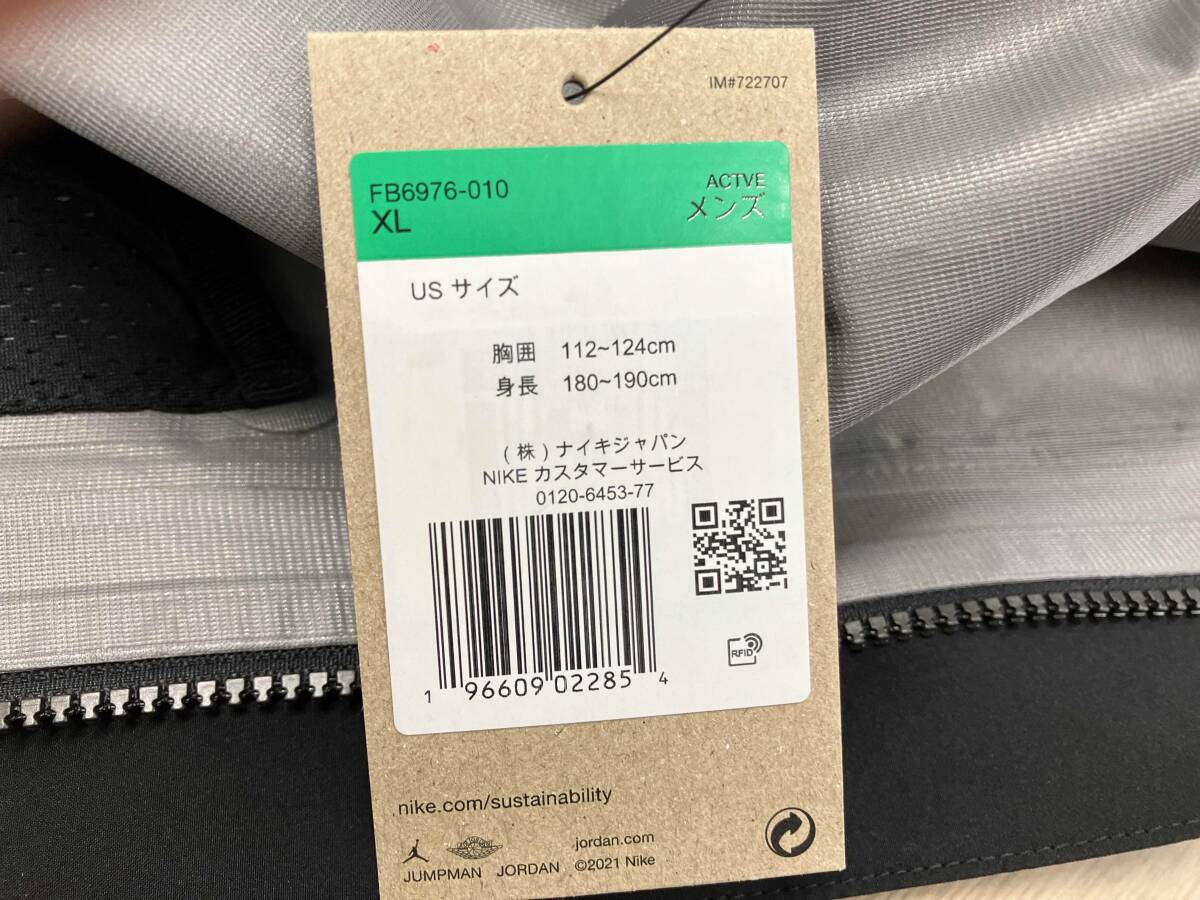 IM#722707
FB6976-010
XL
ACTVE
メンズ
US サイズ
胸囲 112~124cm
身長 180~190cm
(株)ナイキジャパン
NIKE カスタマーサービス
0120-6453-77
1 96609 02285 4
RFID
nike.com/sustainability
JUMPMAN JORDAN
jordan.com
©2021 Nike